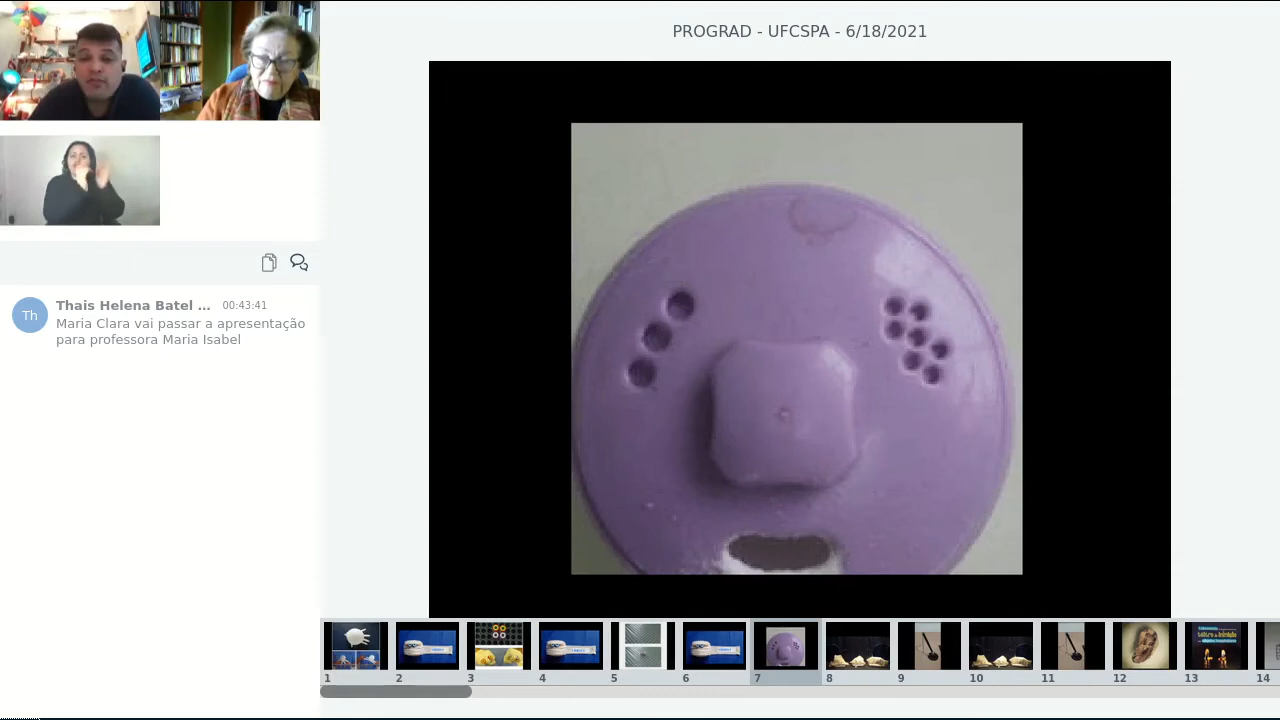 PROGRAD - UFCSPA - 6/18/2021
Th
Thais Helena Batel ... 00:43:41
Maria Clara vai passar a apresentação
para professora Maria Isabel
1 2 3 4 5 6 7 8 9 10 11 12 13 14